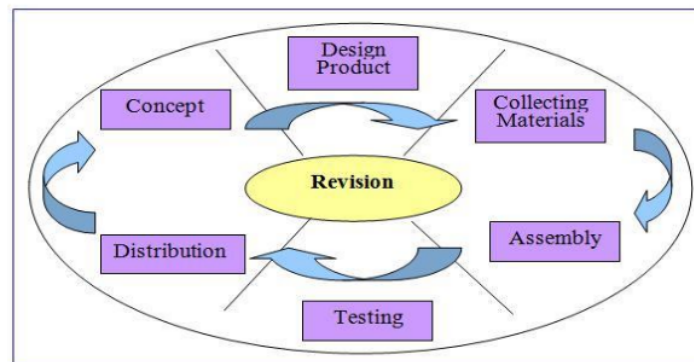 Design
Product
Concept
Collecting
Materials
Revision
Distribution
Assembly
Testing